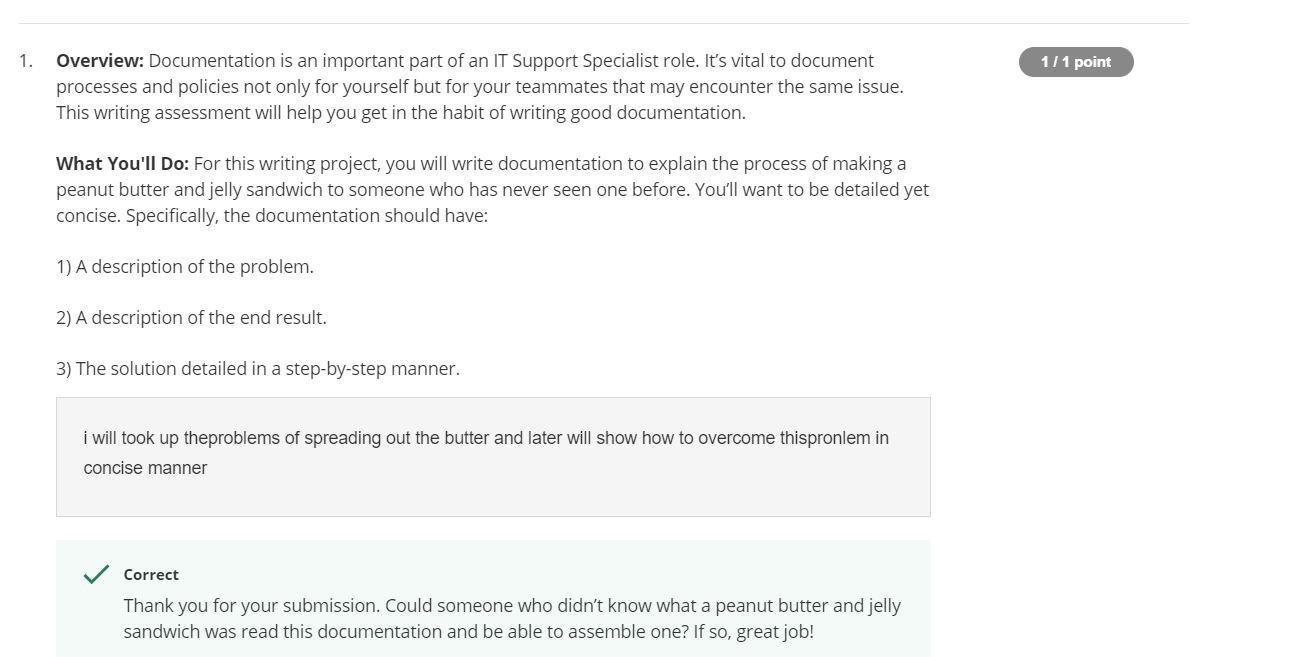 1. Overview: Documentation is an important part of an IT Support Specialist role. It’s vital to document
1 / 1 point
processes and policies not only for yourself but for your teammates that may encounter the same issue.
This writing assessment will help you get in the habit of writing good documentation.
What You'll Do: For this writing project, you will write documentation to explain the process of making a
peanut butter and jelly sandwich to someone who has never seen one before. You’ll want to be detailed yet
concise. Specifically, the documentation should have:
1) A description of the problem.
2) A description of the end result.
3) The solution detailed in a step-by-step manner.
i will took up theproblems of spreading out the butter and later will show how to overcome thispronlem in
concise manner
Correct
Thank you for your submission. Could someone who didn’t know what a peanut butter and jelly
sandwich was read this documentation and be able to assemble one? If so, great job!